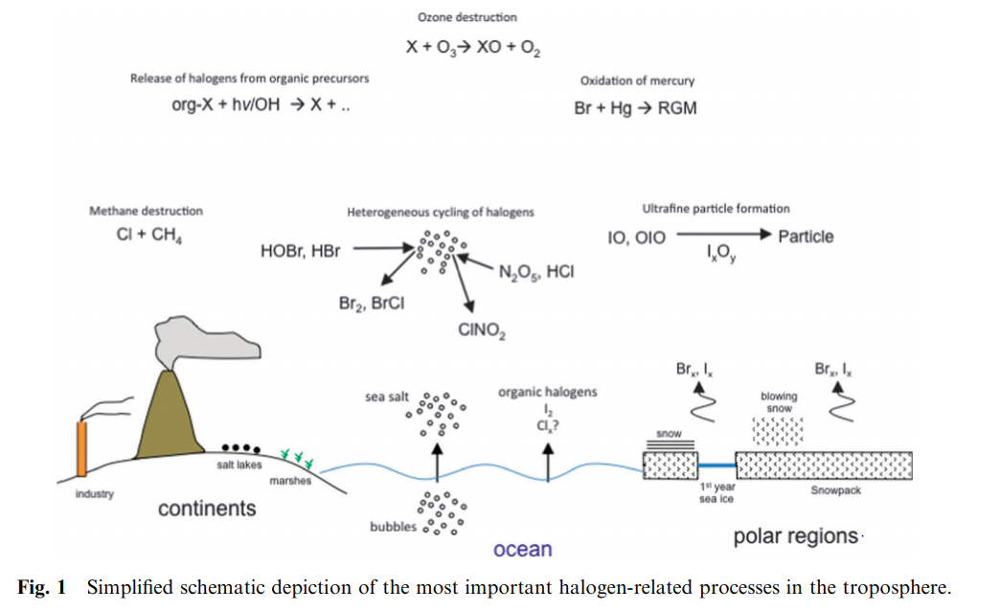 Ozone destruction
X + O₃→ XO + O₂
Release of halogens from organic precursors
org-X + hν/OH → X + ..
Oxidation of mercury
Br + Hg → RGM
Methane destruction
Cl + CH₄
Heterogeneous cycling of halogens
HOBr, HBr
N₂O₅, HCl
Br₂, BrCl
ClNO₂
Ultrafine particle formation
IO, OIO
Particle
IₓOᵧ
industry
salt lakes
marshes
continents
sea salt
bubbles
organic halogens
I₂
Clₓ?
ocean
Brₓ, Iₓ
Brₓ, Iₓ
blowing
snow
snow
1ˢᵗ year
sea ice
Snowpack
polar regions
Fig. 1 Simplified schematic depiction of the most important halogen-related processes in the troposphere.